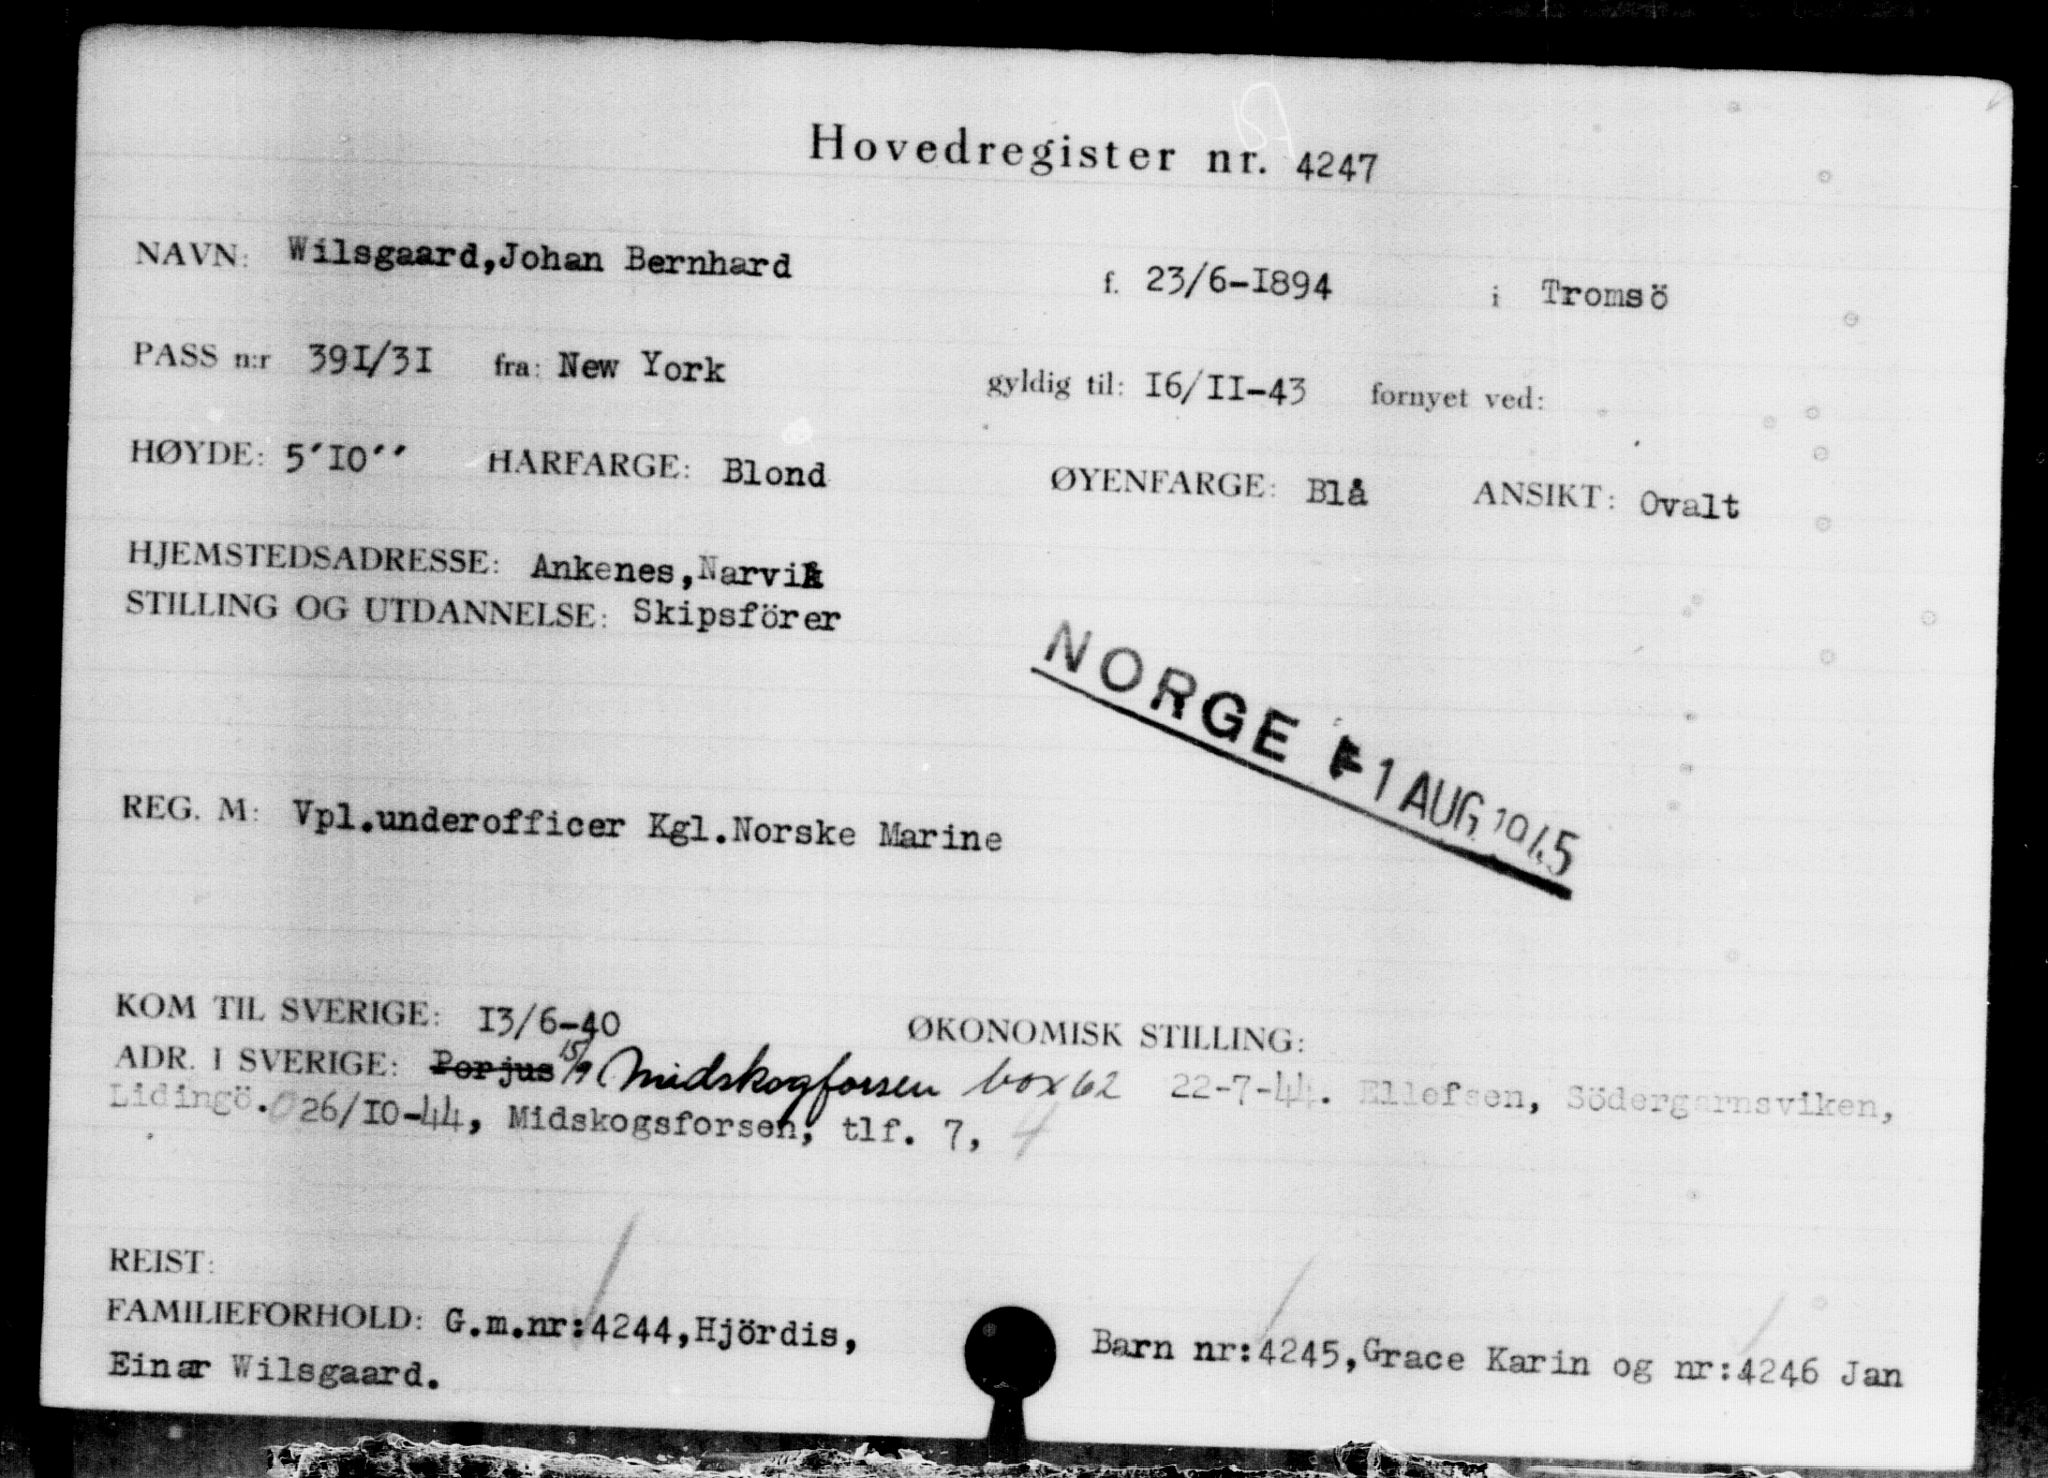 Hovedregister nr. 4247
NAVN: Wilsgaard,Johan Bernhard f. 23/6-I894 i Tromsö
PASS n:r 39I/3I fra: New York gyldig til: I6/II-43 fornyet ved:
HØYDE: 5'IO'' HARFARGE: Blond ØYENFARGE: Blå ANSIKT: Ovalt
HJEMSTEDSADRESSE: Ankenes,Narvik
STILLING OG UTDANNELSE: Skipsförer
NORGE 1 AUG 1945
REG. M: Vpl.underofficer Kgl.Norske Marine
KOM TIL SVERIGE: I3/6-40 ØKONOMISK STILLING:
ADR. I SVERIGE: Porjus 15/9 Midskogforsen box 62 22-7-44. Ellefsen, Södergarnsviken,
Lidingö. 26/IO-44, Midskogsforsen, tlf. 7,
REIST:
FAMILIEFORHOLD: G.m.nr:4244,Hjördis, Barn nr:4245,Grace Karin og nr:4246 Jan
Einar Wilsgaard.